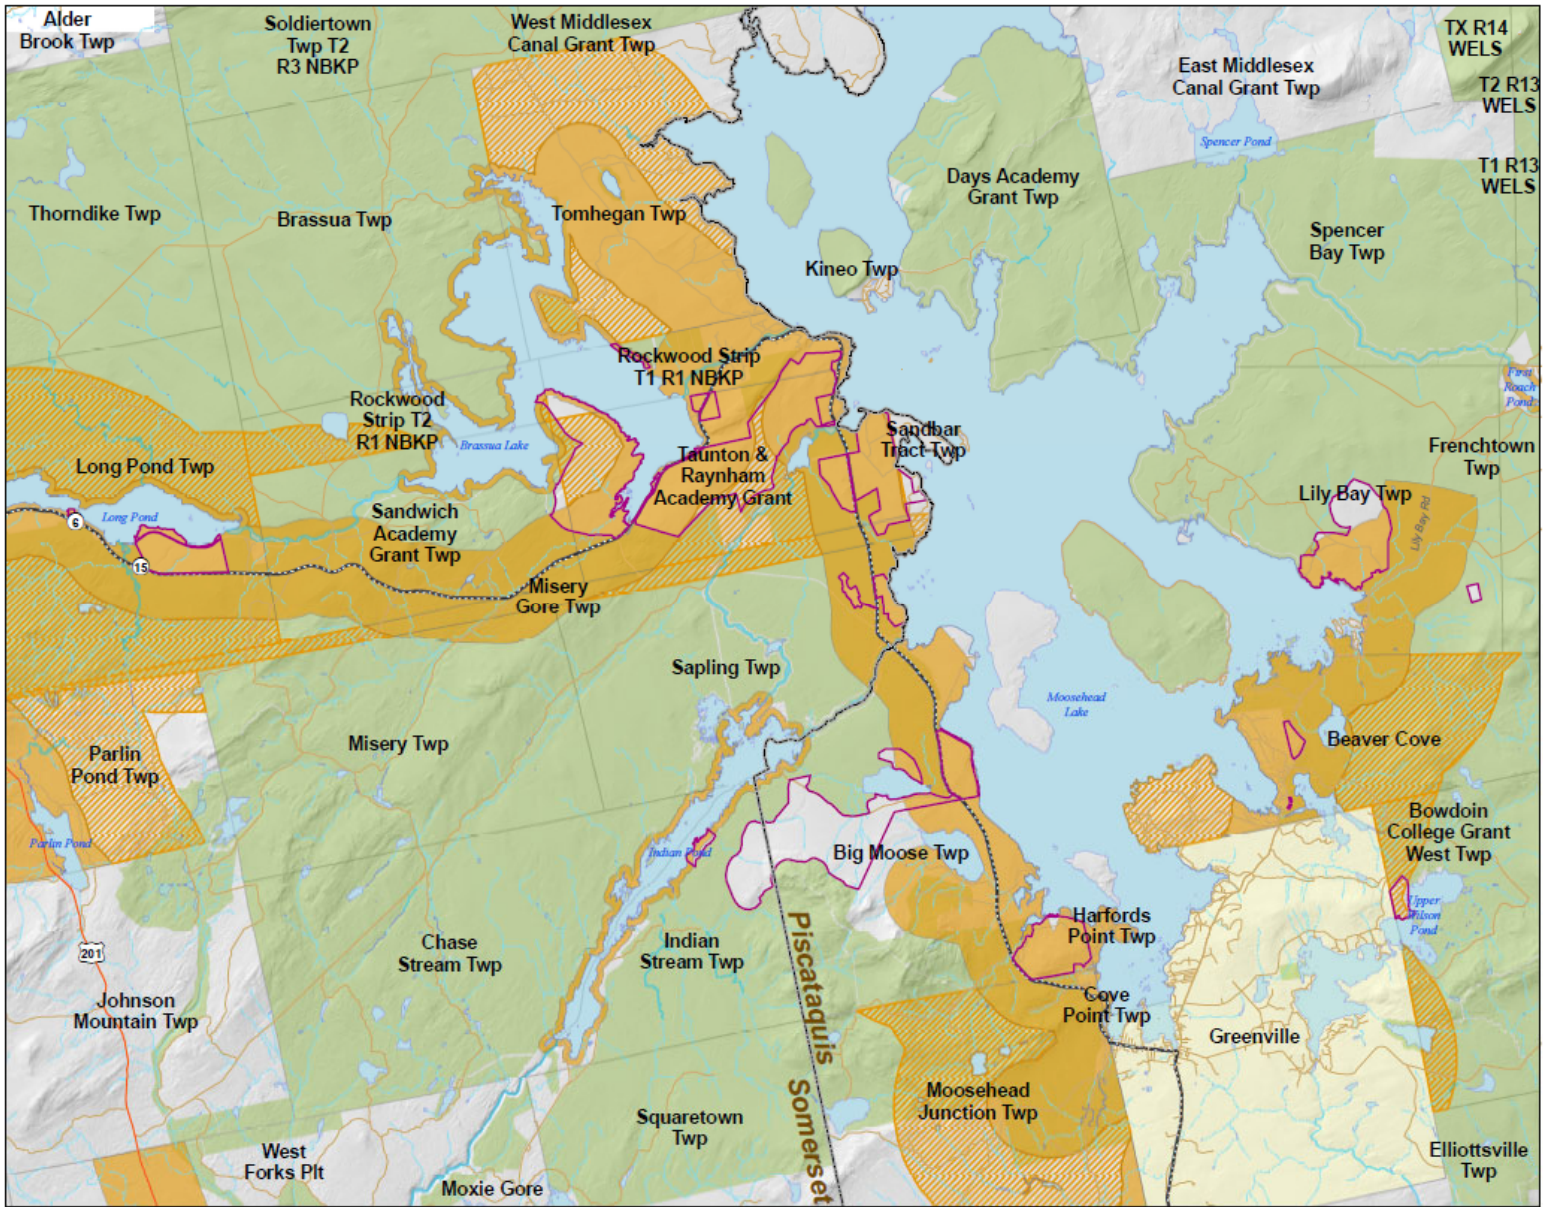 Alder
Brook Twp
Soldiertown
Twp T2
R3 NBKP
West Middlesex
Canal Grant Twp
East Middlesex
Canal Grant Twp
TX R14
WELS
T2 R13
WELS
Spencer Pond
T1 R13
WELS
Days Academy
Grant Twp
Thorndike Twp
Brassua Twp
Tomhegan Twp
Spencer
Bay Twp
Kineo Twp
Rockwood Strip
T1 R1 NBKP
First
Roach
Pond
Rockwood
Strip T2
R1 NBKP
Brassua Lake
Sandbar
Tract Twp
Frenchtown
Twp
Long Pond Twp
Taunton &
Raynham
Academy Grant
Lily Bay Twp
Lily Bay Rd
Long Pond
6
15
Sandwich
Academy
Grant Twp
Misery
Gore Twp
Sapling Twp
Moosehead
Lake
Misery Twp
Parlin
Pond Twp
Beaver Cove
Parlin Pond
Indian Pond
Big Moose Twp
Bowdoin
College Grant
West Twp
Upper
Wilson
Pond
Harfords
Point Twp
Chase
Stream Twp
Indian
Stream Twp
Piscataquis
Somerset
201
Johnson
Mountain Twp
Cove
Point Twp
Greenville
Moosehead
Junction Twp
Squaretown
Twp
West
Forks Plt
Moxie Gore
Elliottsville
Twp